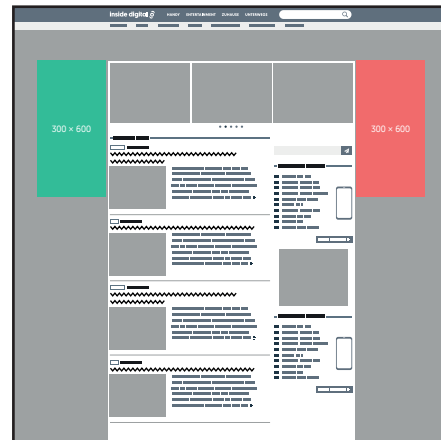 inside digital
HANDY ENTERTAINMENT ZUHAUSE UNTERWEGS
300 × 600
300 × 600